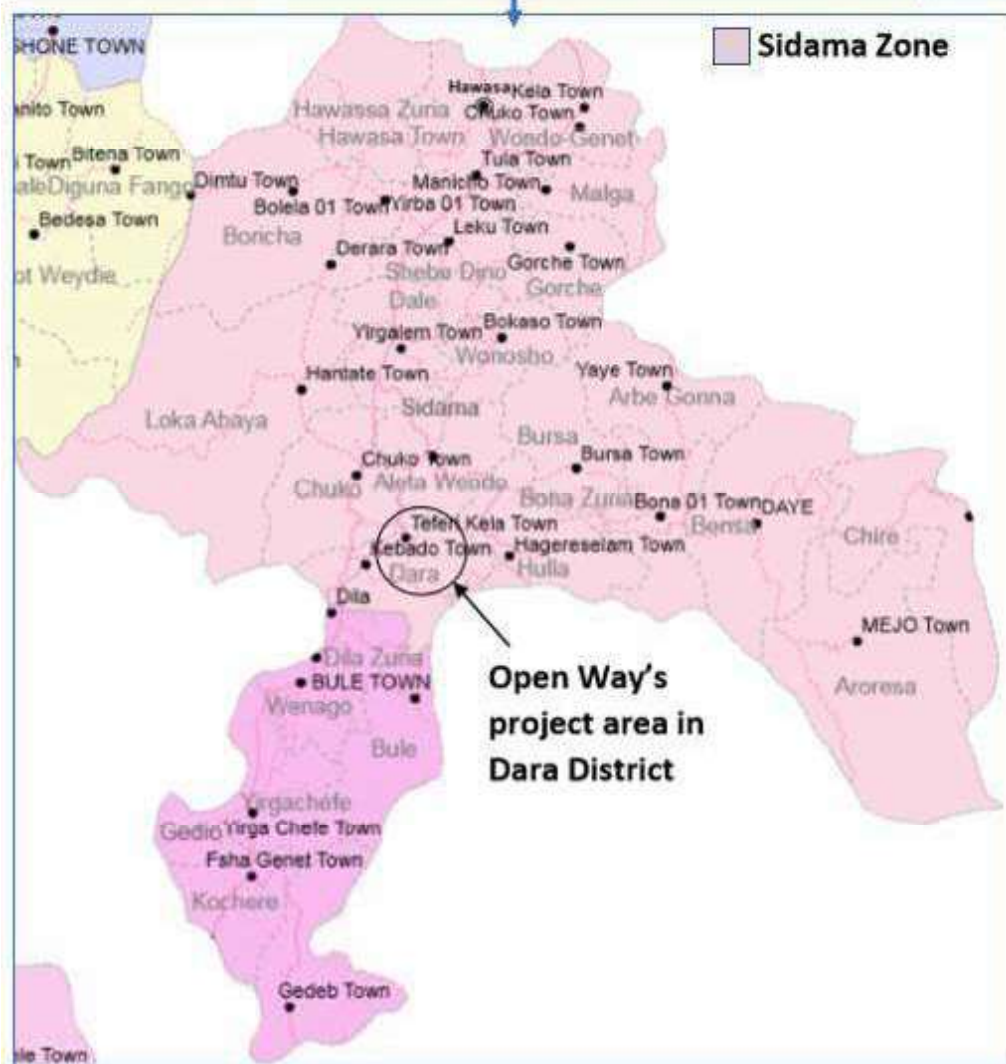 SHONE TOWN
Sidama Zone
anito Town
Hawasa
Kela Town
Hawassa Zuria
Chuko Town
Hawasa Town
Wondo-Genet
Bitena Town
Tula Town
Diguna Fango
Dimtu Town
Manicho Town
Malga
Bolela 01 Town
Yirba 01 Town
Bedesa Town
Boricha
Leku Town
Derara Town
Gorche Town
ot Weydie
Shebe Dino
Gorche
Dale
Yirgalem Town
Bokaso Town
Wonosho
Hantate Town
Yaye Town
Arbe Gonna
Loka Abaya
Sidama
Bursa
Chuko Town
Bursa Town
Chuko
Aleta Wendo
Bona Zuria
Bona 01 Town
DAYE
Bensa
Teferi Kela Town
Chire
Kebado Town
Hagereselam Town
Dara
Hulla
Dila
MEJO Town
Dila Zuria
Open Way's
project area in
Dara District
BULE TOWN
Aroresa
Wenago
Bule
Yirgachefe
Gedio
Yirga Chefe Town
Fsha Genet Town
Kochere
Gedeb Town
ele Town